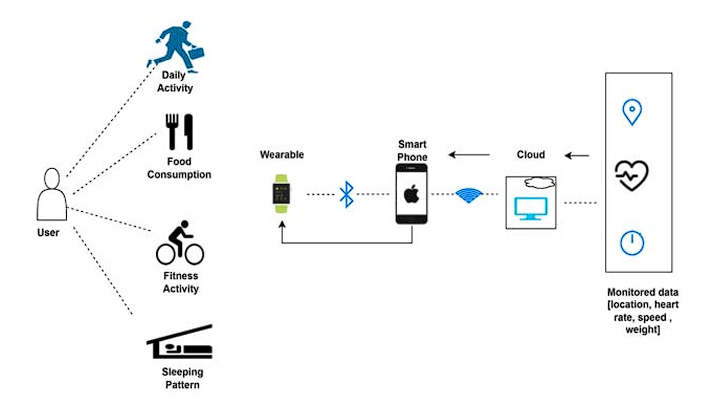 Daily
Activity
Food
Consumption
User
Fitness
Activity
Sleeping
Pattern
Wearable
Smart
Phone
Cloud
Monitored data
[location, heart
rate, speed ,
weight]